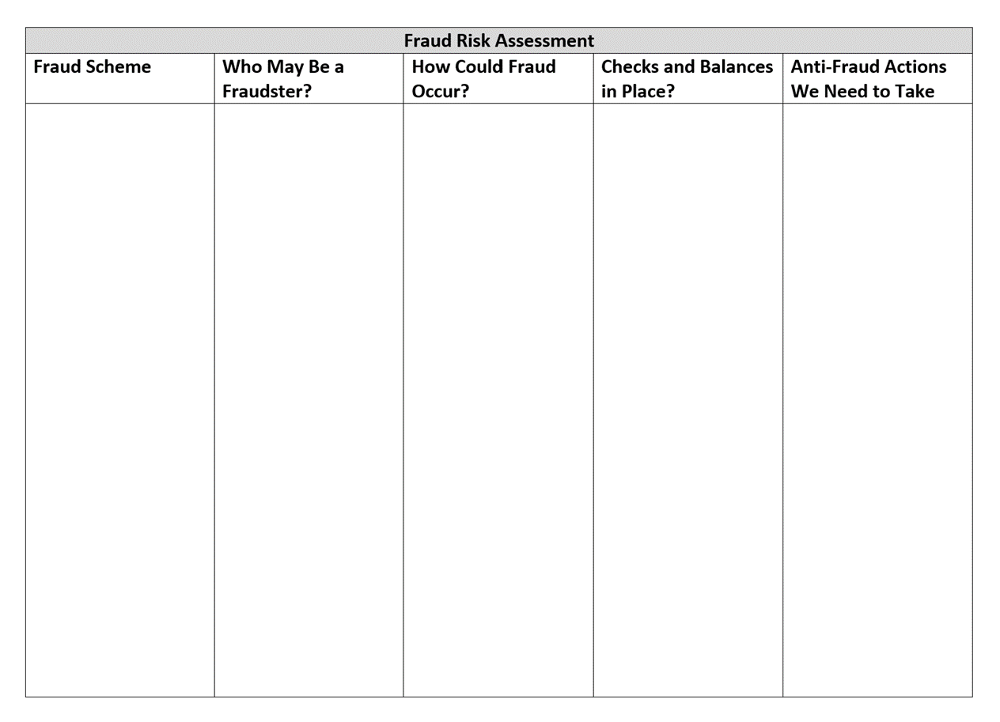 Fraud Risk Assessment
Fraud Scheme
Who May Be a
Fraudster?
How Could Fraud
Occur?
Checks and Balances
in Place?
Anti-Fraud Actions
We Need to Take